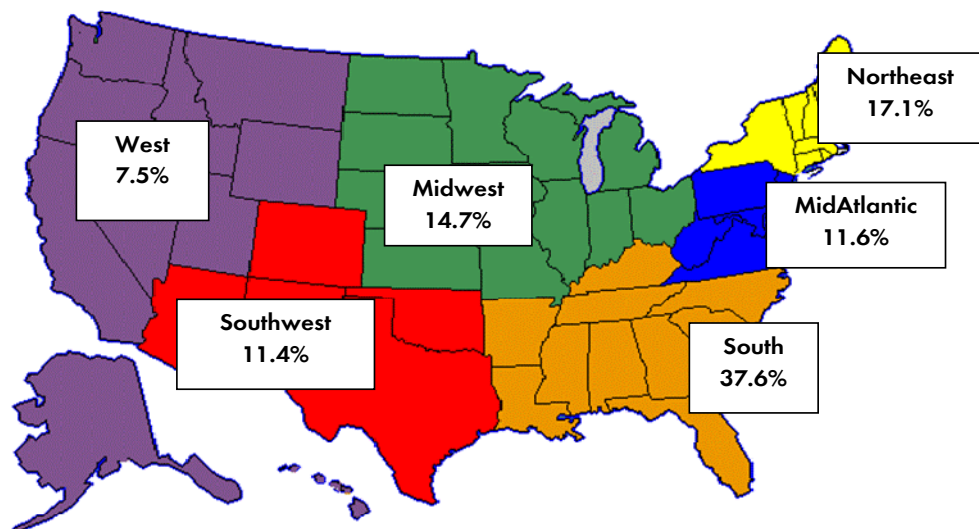 Northeast
17.1%
West
7.5%
Midwest
14.7%
MidAtlantic
11.6%
Southwest
11.4%
South
37.6%